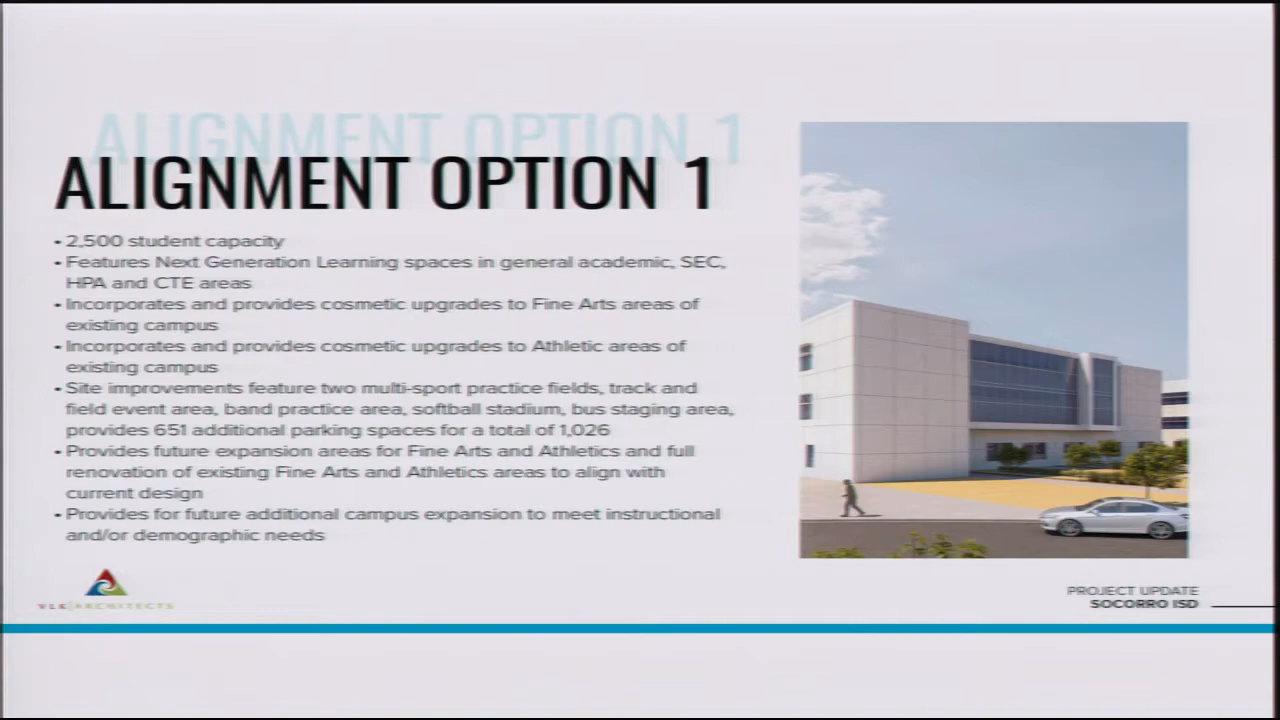 ALIGNMENT OPTION 1
ALIGNMENT OPTION 1
• 2,500 student capacity
• Features Next Generation Learning spaces in general academic, SEC,
HPA and CTE areas
• Incorporates and provides cosmetic upgrades to Fine Arts areas of
existing campus
• Incorporates and provides cosmetic upgrades to Athletic areas of
existing campus
• Site improvements feature two multi-sport practice fields, track and
field event area, band practice area, softball stadium, bus staging area,
provides 651 additional parking spaces for a total of 1,026
• Provides future expansion areas for Fine Arts and Athletics and full
renovation of existing Fine Arts and Athletics areas to align with
current design
• Provides for future additional campus expansion to meet instructional
and/or demographic needs
VLK|ARCHITECTS
PROJECT UPDATE
SOCORRO ISD